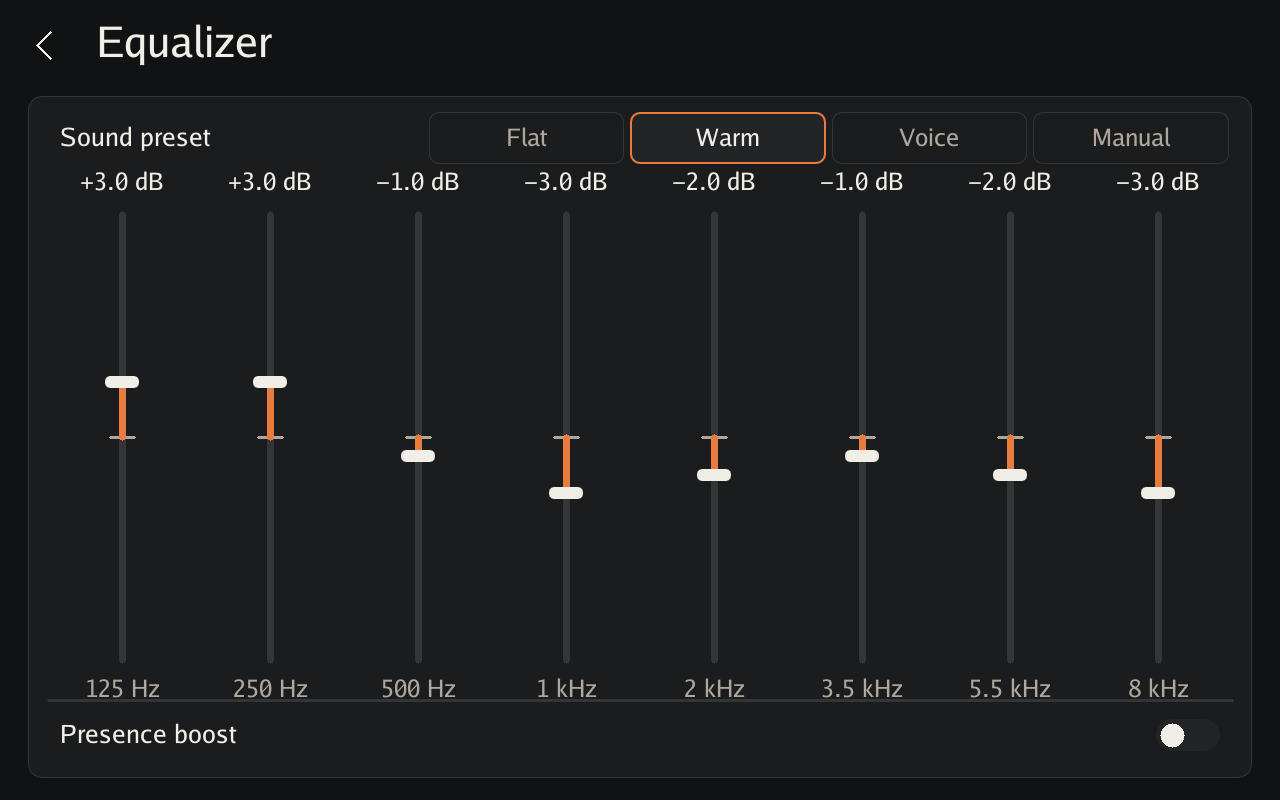 Equalizer
Sound preset Flat Warm Voice Manual
+3.0 dB +3.0 dB −1.0 dB −3.0 dB −2.0 dB −1.0 dB −2.0 dB −3.0 dB
125 Hz 250 Hz 500 Hz 1 kHz 2 kHz 3.5 kHz 5.5 kHz 8 kHz
Presence boost